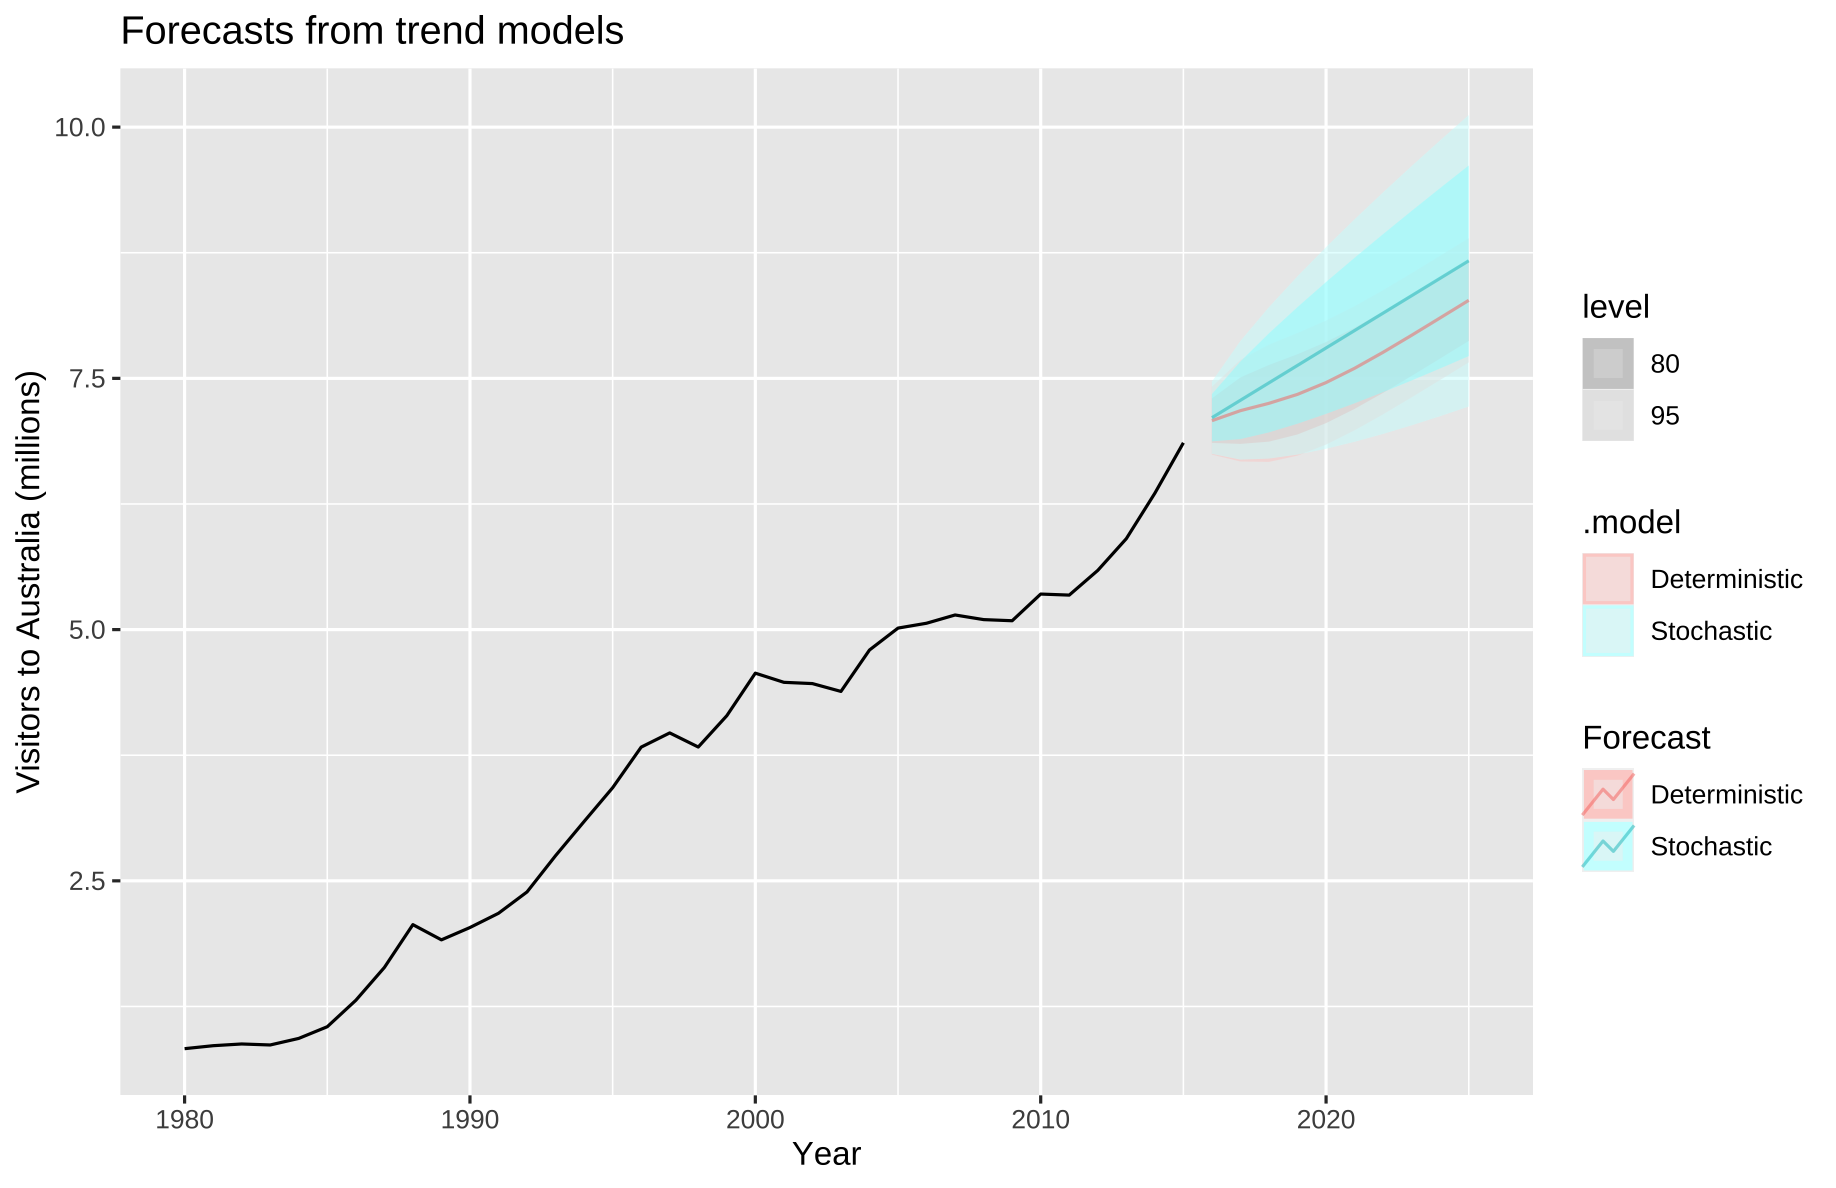 Forecasts from trend models
Visitors to Australia (millions)
10.0
7.5
5.0
2.5
1980
1990
2000
2010
2020
Year
level
80
95
.model
Deterministic
Stochastic
Forecast
Deterministic
Stochastic